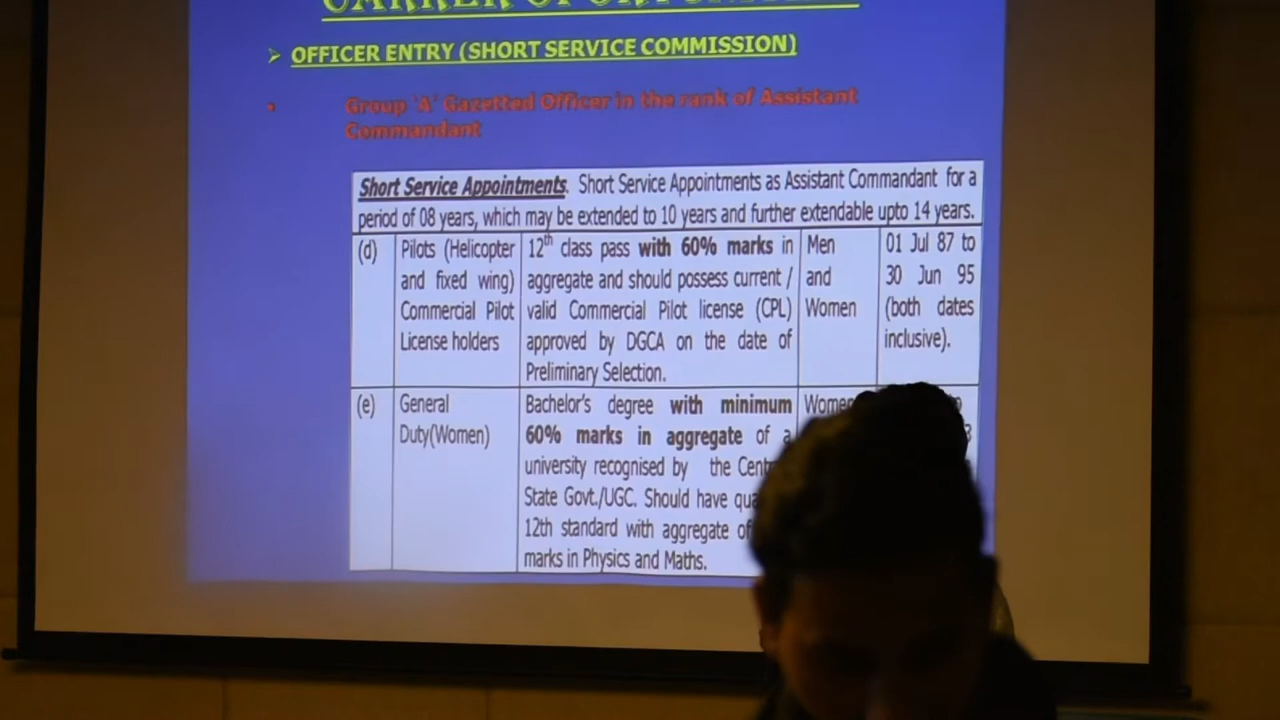 ➢ OFFICER ENTRY (SHORT SERVICE COMMISSION)
• Group 'A' Gazetted Officer in the rank of Assistant
Commandant
Short Service Appointments. Short Service Appointments as Assistant Commandant for a
period of 08 years, which may be extended to 10 years and further extendable upto 14 years.
(d)
Pilots (Helicopter
and fixed wing)
Commercial Pilot
License holders
12th class pass with 60% marks in
aggregate and should possess current /
valid Commercial Pilot license (CPL)
approved by DGCA on the date of
Preliminary Selection.
Men
and
Women
01 Jul 87 to
30 Jun 95
(both dates
inclusive).
(e)
General
Duty(Women)
Bachelor's degree with minimum
60% marks in aggregate of a
university recognised by the
State Govt./UGC. Should have
12th standard with aggregate of
marks in Physics and Maths.
Women